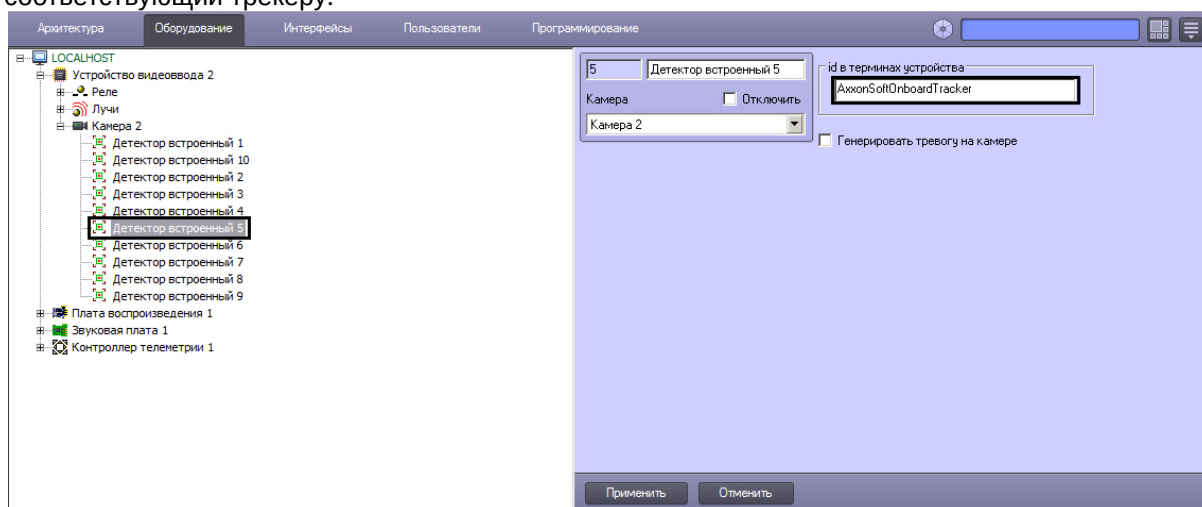 соответствующий трекеру.
Архитектура Оборудование Интерфейсы Пользователи Программирование
LOCALHOST
Устройство видеоввода 2
Реле
Лучи
Камера 2
Детектор встроенный 1
Детектор встроенный 10
Детектор встроенный 2
Детектор встроенный 3
Детектор встроенный 4
Детектор встроенный 5
Детектор встроенный 6
Детектор встроенный 7
Детектор встроенный 8
Детектор встроенный 9
Плата воспроизведения 1
Звуковая плата 1
Контроллер телеметрии 1
5 Детектор встроенный 5
Камера Отключить
Камера 2
id в терминах устройства
AxxonSoftOnboardTracker
Генерировать тревогу на камере
Применить Отменить